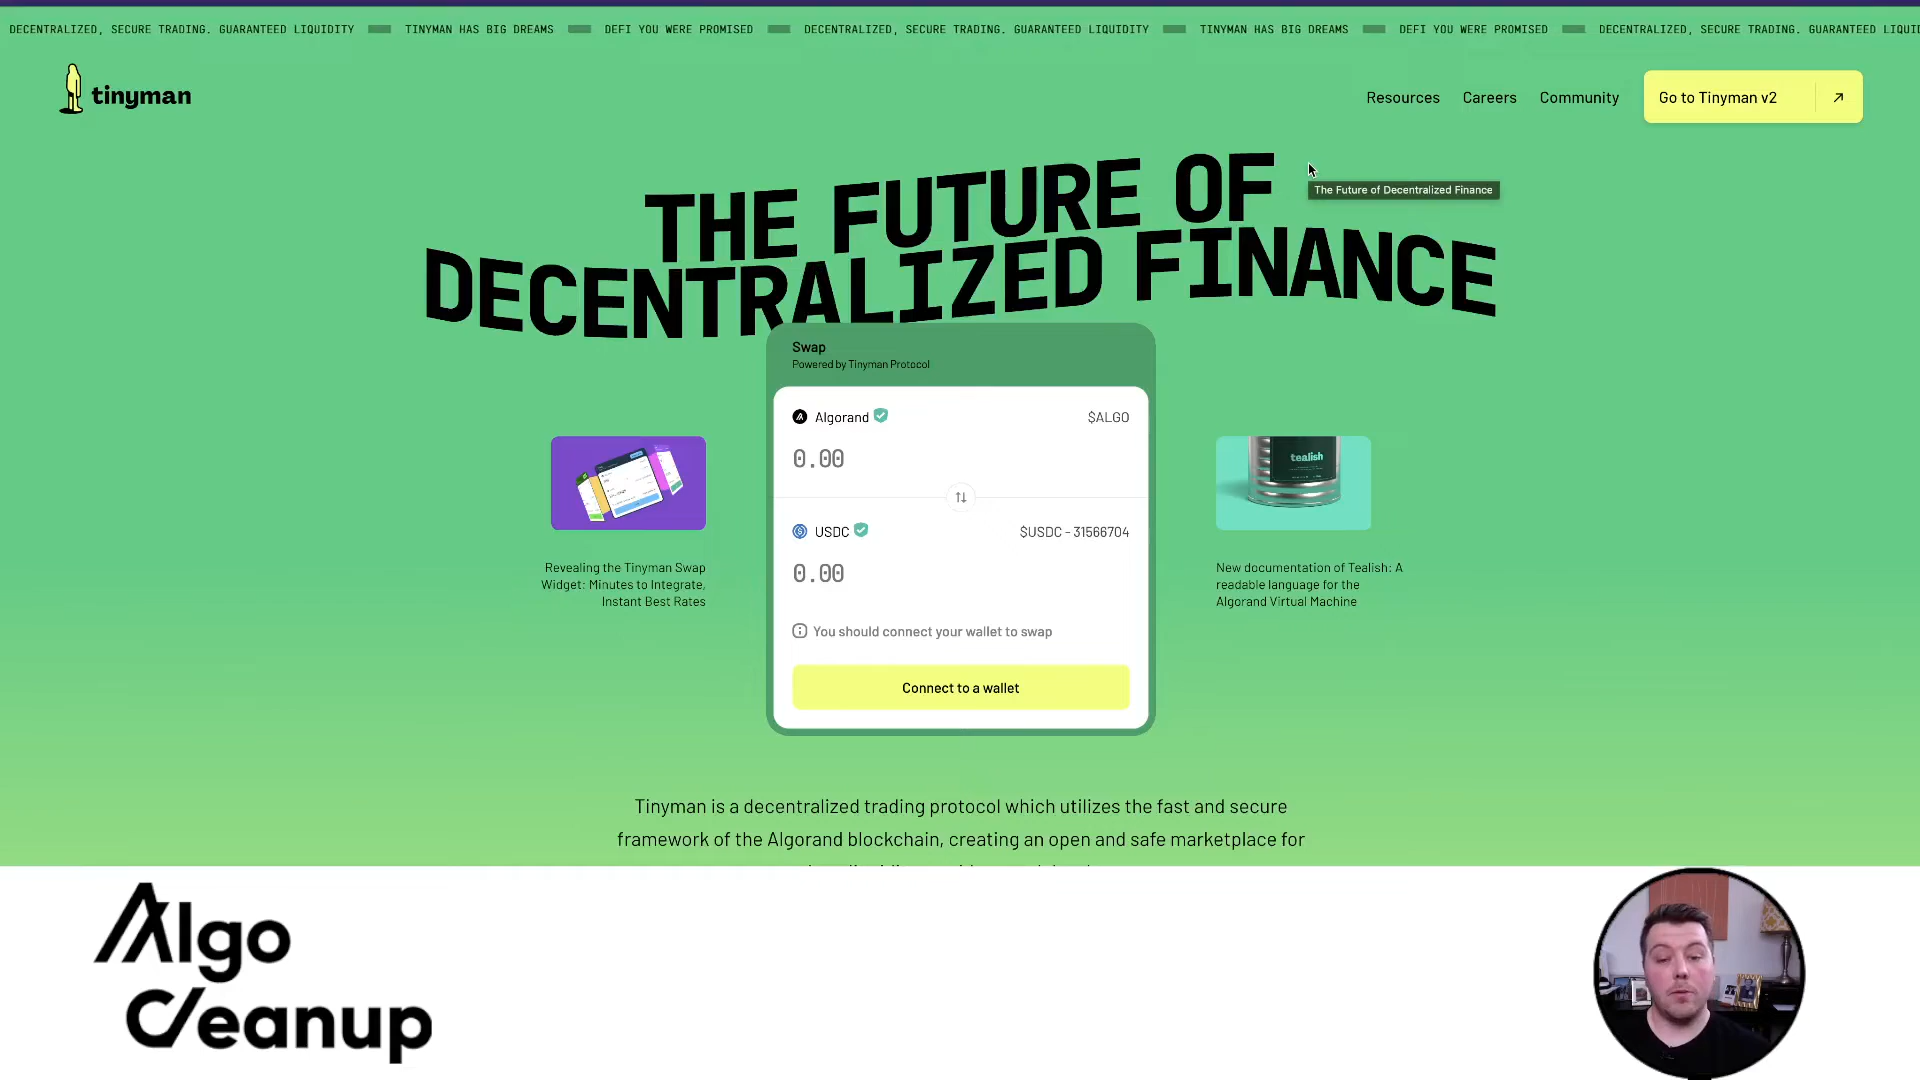 DECENTRALIZED, SECURE TRADING. GUARANTEED LIQUIDITY TINYMAN HAS BIG DREAMS DEFI YOU WERE PROMISED DECENTRALIZED, SECURE TRADING. GUARANTEED LIQUIDITY TINYMAN HAS BIG DREAMS DEFI YOU WERE PROMISED DECENTRALIZED, SECURE TRADING. GUARANTEED
tinyman
Resources Careers Community Go to Tinyman v2
THE FUTURE OF
DECENTRALIZED FINANCE
The Future of Decentralized Finance
Swap
Powered by Tinyman Protocol
Algorand $ALGO
0.00
USDC $USDC - 31566704
0.00
You should connect your wallet to swap
Connect to a wallet
Revealing the Tinyman Swap
Widget: Minutes to Integrate,
Instant Best Rates
tealish
New documentation of Tealish: A
readable language for the
Algorand Virtual Machine
Tinyman is a decentralized trading protocol which utilizes the fast and secure
framework of the Algorand blockchain, creating an open and safe marketplace for
Algo
Cleanup